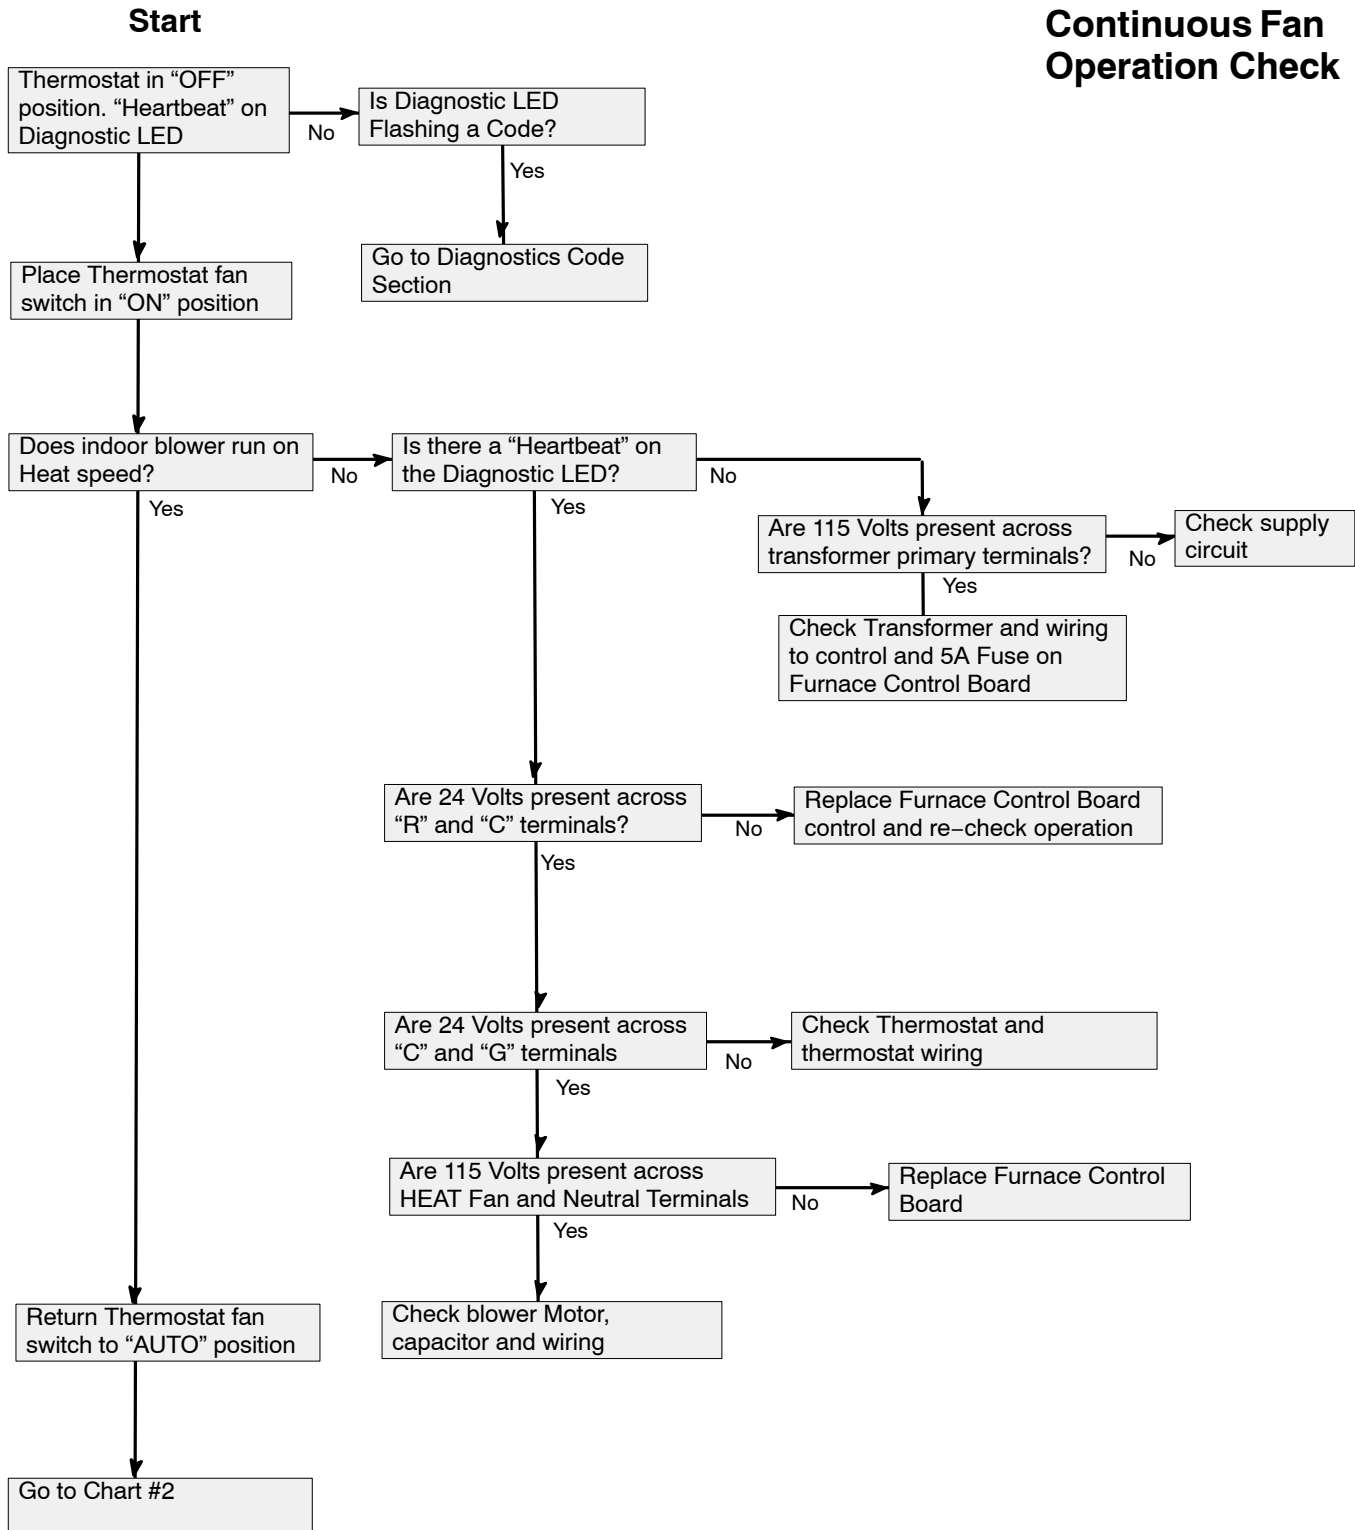 Start
Continuous Fan
Operation Check
Thermostat in “OFF”
position. “Heartbeat” on
Diagnostic LED
No
Is Diagnostic LED
Flashing a Code?
Yes
Go to Diagnostics Code
Section
Place Thermostat fan
switch in “ON” position
Does indoor blower run on
Heat speed?
No
Yes
Is there a “Heartbeat” on
the Diagnostic LED?
No
Yes
Are 115 Volts present across
transformer primary terminals?
No
Yes
Check supply
circuit
Check Transformer and wiring
to control and 5A Fuse on
Furnace Control Board
Are 24 Volts present across
“R” and “C” terminals?
No
Yes
Replace Furnace Control Board
control and re−check operation
Are 24 Volts present across
“C” and “G” terminals
No
Yes
Check Thermostat and
thermostat wiring
Are 115 Volts present across
HEAT Fan and Neutral Terminals
No
Yes
Replace Furnace Control
Board
Check blower Motor,
capacitor and wiring
Return Thermostat fan
switch to “AUTO” position
Go to Chart #2